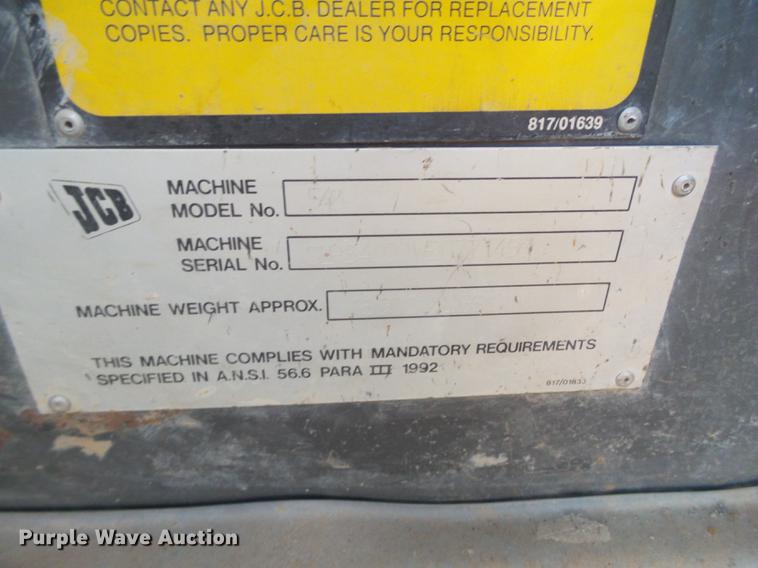 CONTACT ANY J.C.B. DEALER FOR REPLACEMENT
COPIES. PROPER CARE IS YOUR RESPONSIBILITY.
817/01639
JCB
MACHINE
MODEL No.
MACHINE
SERIAL No.
MACHINE WEIGHT APPROX.
THIS MACHINE COMPLIES WITH MANDATORY REQUIREMENTS
SPECIFIED IN A.N.S.I. 56.6 PARA III 1992
817/01633
Purple Wave Auction